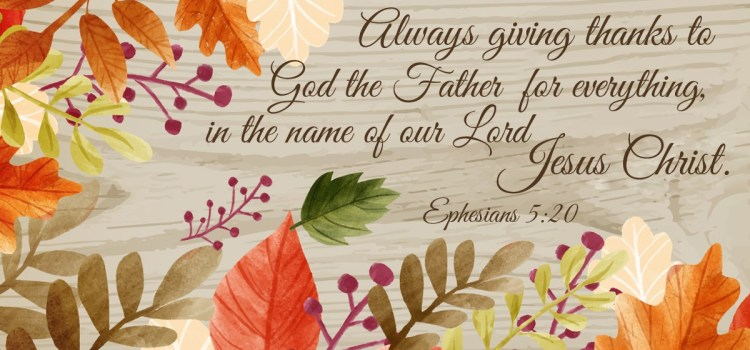 Always giving thanks to
God the Father for everything,
in the name of our Lord
Jesus Christ.
Ephesians 5:20